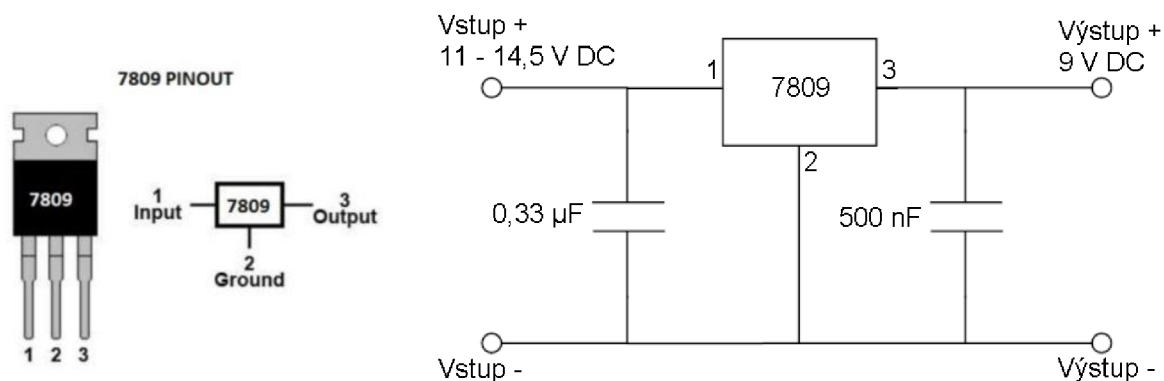 7809 PINOUT
7809
1 2 3
1
Input
7809
3
Output
2
Ground
Vstup +
11 - 14,5 V DC
1
7809
3
2
Výstup +
9 V DC
0,33 µF
500 nF
Vstup -
Výstup -